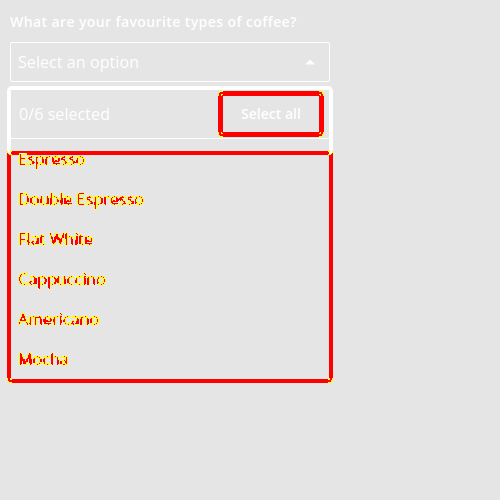 What are your favourite types of coffee?
Select an option
0/6 selected
Select all
Espresso
Double Espresso
Flat White
Cappuccino
Americano
Mocha